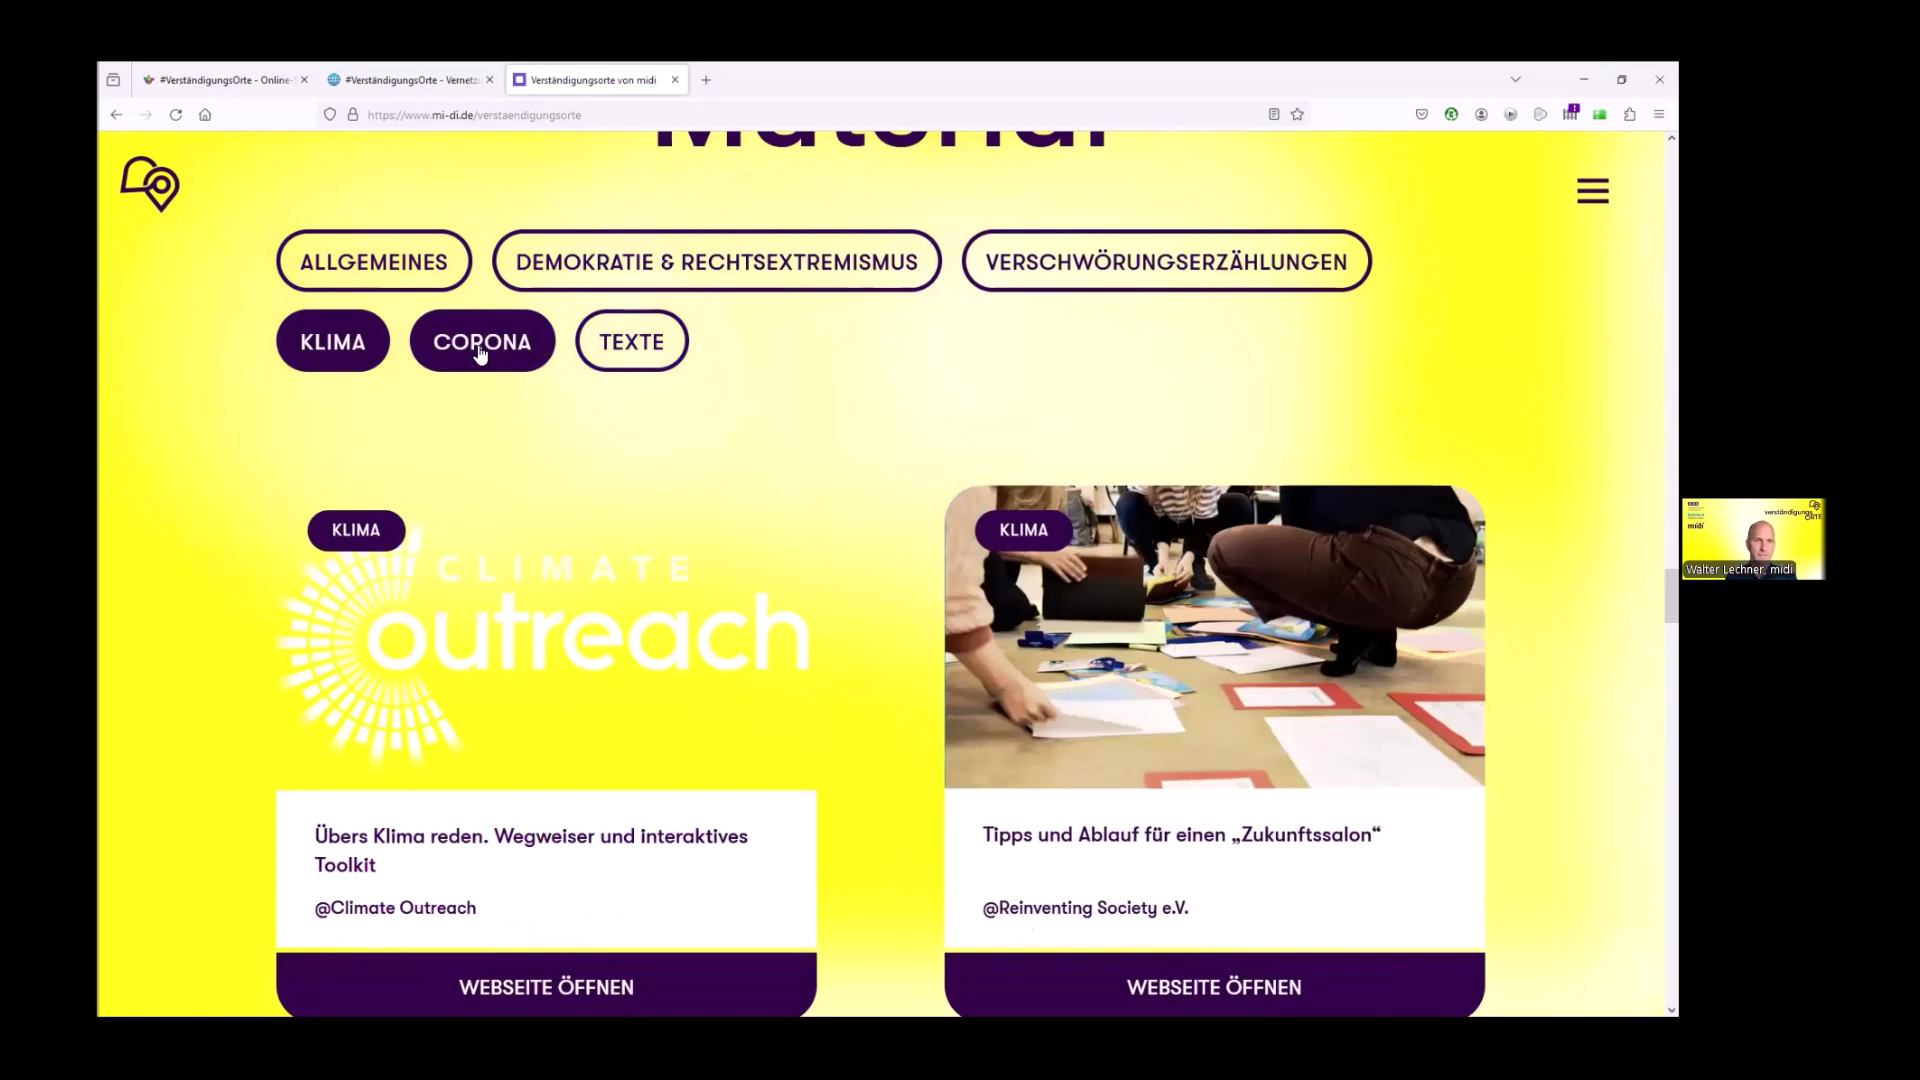 #VerständigungsOrte - Online-
#VerständigungsOrte - Vernetz
Verständigungsorte von midi
https://www.mi-di.de/verstaendigungsorte
Material
ALLGEMEINES
DEMOKRATIE & RECHTSEXTREMISMUS
VERSCHWÖRUNGSERZÄHLUNGEN
KLIMA
CORONA
TEXTE
KLIMA
CLIMATE
outreach
Übers Klima reden. Wegweiser und interaktives
Toolkit
@Climate Outreach
WEBSEITE ÖFFNEN
KLIMA
Tipps und Ablauf für einen „Zukunftssalon“
@Reinventing Society e.V.
WEBSEITE ÖFFNEN
EKD
midi
verständigungs
ORTE
Walter Lechner, midi